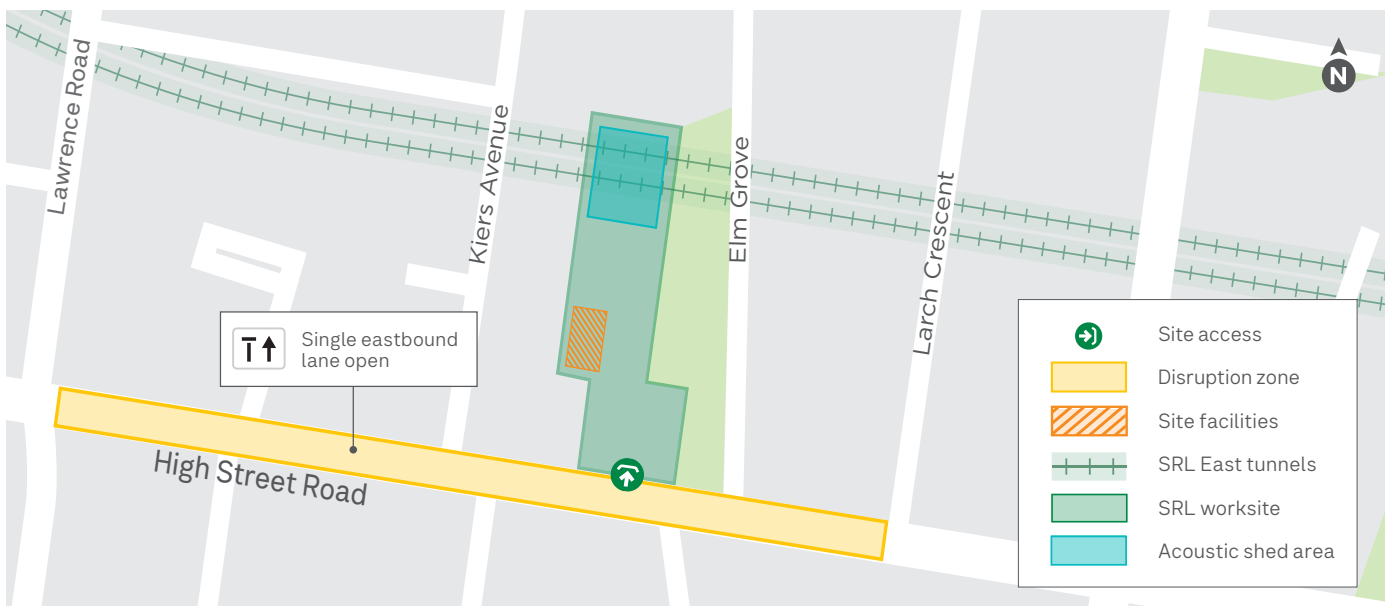 Lawrence Road
Kiers Avenue
Elm Grove
Larch Crescent
N
Single eastbound
lane open
High Street Road
Site access
Disruption zone
Site facilities
SRL East tunnels
SRL worksite
Acoustic shed area